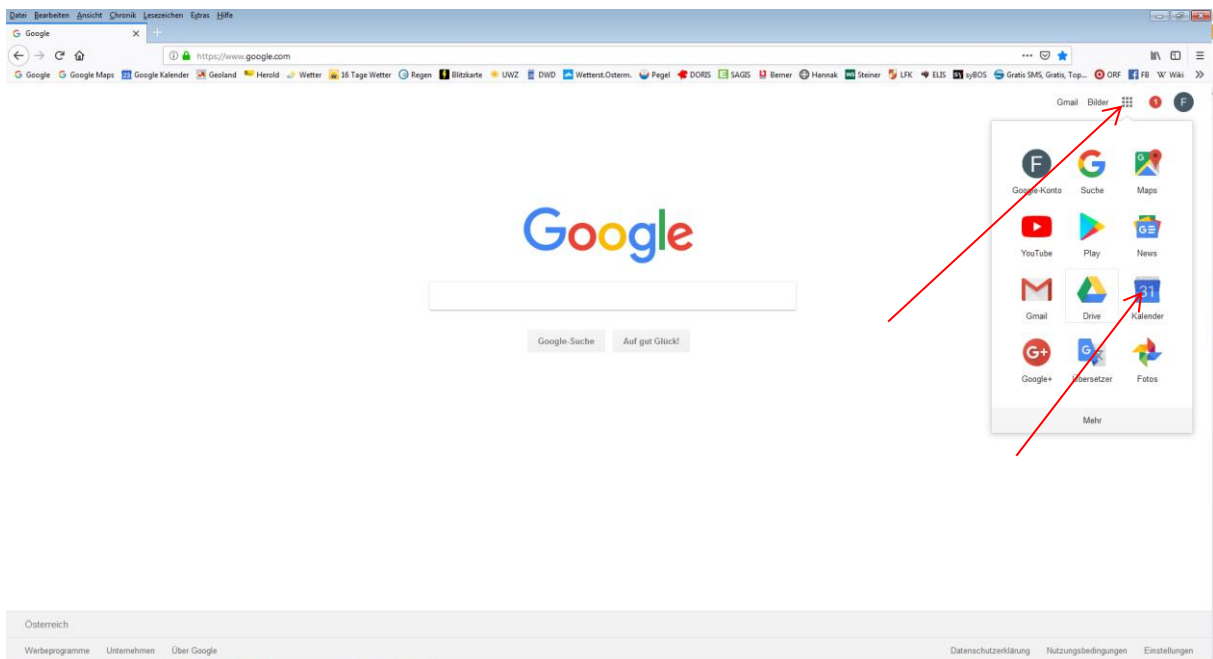 Datei Bearbeiten Ansicht Chronik Lesezeichen Extras Hilfe
G Google
https://www.google.com
Google Google Maps Google Kalender Geoland Herold Wetter 16 Tage Wetter Regen Blitzkarte UWZ DWD Wetterst.Osterm. Pegel DORIS SAGIS Berner Hannak Steiner LFK ELIS syBOS Gratis SMS, Gratis, Top... ORF FB W Wiki
Gmail Bilder 1 F
F G G
Google-Konto Suche Maps
YouTube Play News
31
Gmail Drive Kalender
G+ G
Google+ Übersetzer Fotos
Mehr
Google
Google-Suche Auf gut Glück!
Österreich
Werbeprogramme Unternehmen Über Google Datenschutzerklärung Nutzungsbedingungen Einstellungen